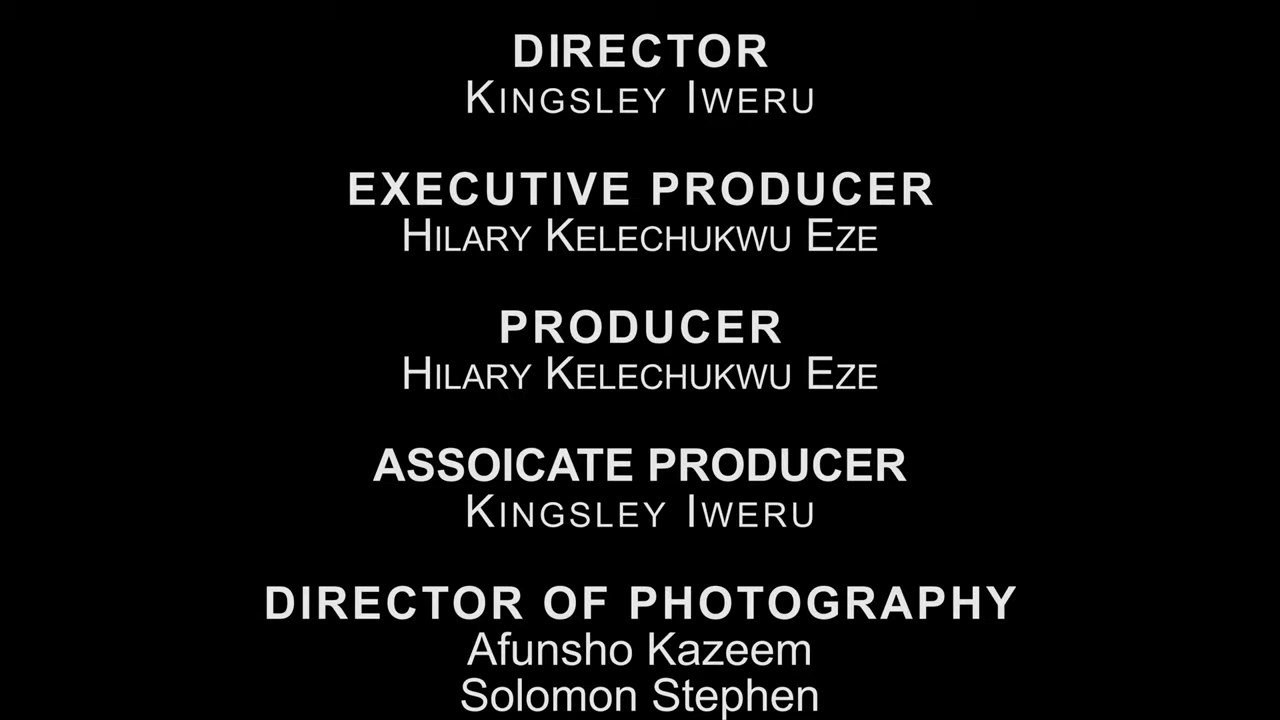 DIRECTOR
KINGSLEY IWERU
EXECUTIVE PRODUCER
HILARY KELECHUKWU EZE
PRODUCER
HILARY KELECHUKWU EZE
ASSOICATE PRODUCER
KINGSLEY IWERU
DIRECTOR OF PHOTOGRAPHY
Afunsho Kazeem
Solomon Stephen